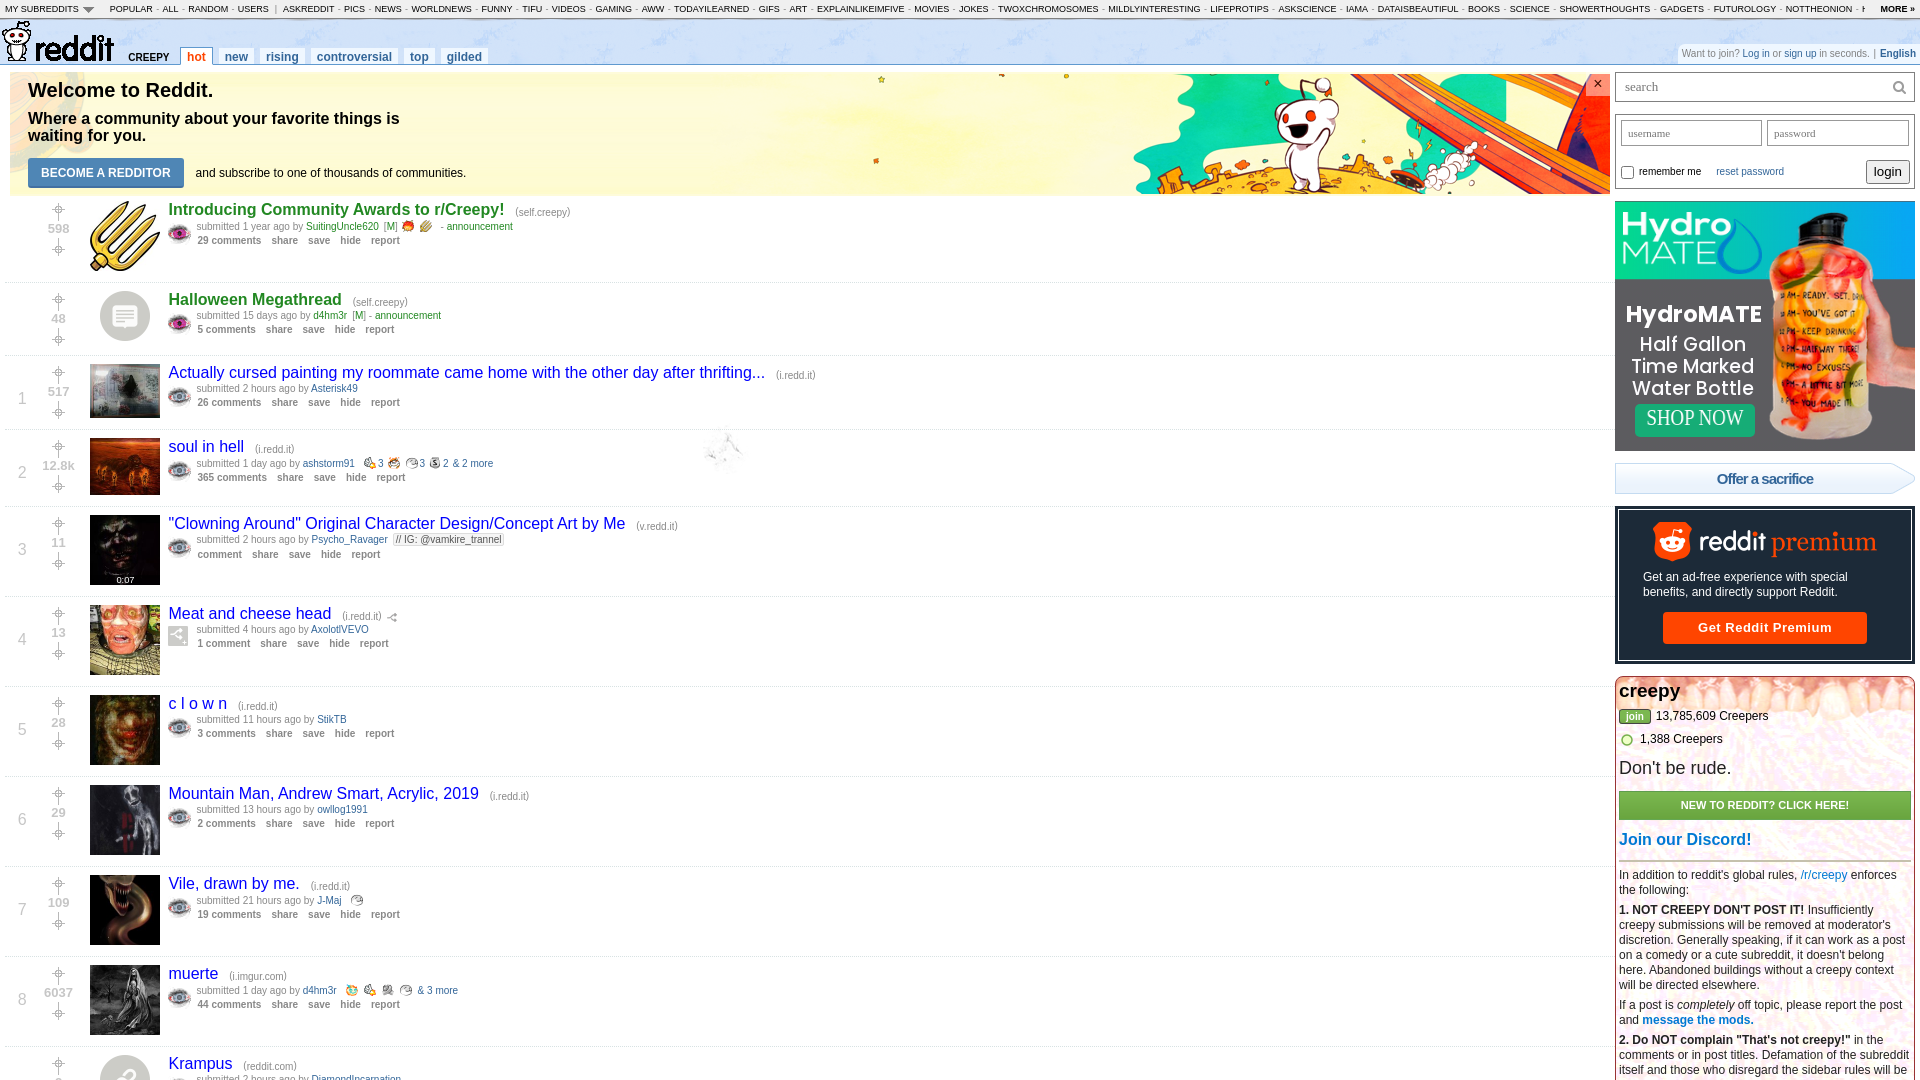 MY SUBREDDITS POPULAR - ALL - RANDOM - USERS | ASKREDDIT - PICS - NEWS - WORLDNEWS - FUNNY - TIFU - VIDEOS - GAMING - AWW - TODAYILEARNED - GIFS - ART - EXPLAINLIKEIMFIVE - MOVIES - JOKES - TWOXCHROMOSOMES - MILDLYINTERESTING - LIFEPROTIPS - ASKSCIENCE - IAMA - DATAISBEAUTIFUL - BOOKS - SCIENCE - SHOWERTHOUGHTS - GADGETS - FUTUROLOGY - NOTTHEONION - MORE »
reddit CREEPY hot new rising controversial top gilded
Want to join? Log in or sign up in seconds. | English
Welcome to Reddit.
Where a community about your favorite things is
waiting for you.
BECOME A REDDITOR and subscribe to one of thousands of communities.
×
598
Introducing Community Awards to r/Creepy! (self.creepy)
submitted 1 year ago by SuitingUncle620 [M] - announcement
29 comments share save hide report
48
Halloween Megathread (self.creepy)
submitted 15 days ago by d4hm3r [M] - announcement
5 comments share save hide report
1
517
Actually cursed painting my roommate came home with the other day after thrifting... (i.redd.it)
submitted 2 hours ago by Asterisk49
26 comments share save hide report
2
12.8k
soul in hell (i.redd.it)
submitted 1 day ago by ashstorm91 3 3 2 & 2 more
365 comments share save hide report
3
11
0:07
"Clowning Around" Original Character Design/Concept Art by Me (v.redd.it)
submitted 2 hours ago by Psycho_Ravager // IG: @vamkire_trannel
comment share save hide report
4
13
Meat and cheese head (i.redd.it)
submitted 4 hours ago by AxolotlVEVO
1 comment share save hide report
5
28
c l o w n (i.redd.it)
submitted 11 hours ago by StikTB
3 comments share save hide report
6
29
Mountain Man, Andrew Smart, Acrylic, 2019 (i.redd.it)
submitted 13 hours ago by owllog1991
2 comments share save hide report
7
109
Vile, drawn by me. (i.redd.it)
submitted 21 hours ago by J-Maj
19 comments share save hide report
8
6037
muerte (i.imgur.com)
submitted 1 day ago by d4hm3r & 3 more
44 comments share save hide report
Krampus (reddit.com)
submitted 2 hours ago by DiamondIncarnation
search
username password
remember me reset password login
Hydro
MATE
HydroMATE
Half Gallon
Time Marked
Water Bottle
SHOP NOW
Offer a sacrifice
reddit premium
Get an ad-free experience with special
benefits, and directly support Reddit.
Get Reddit Premium
creepy
join 13,785,609 Creepers
1,388 Creepers
Don't be rude.
NEW TO REDDIT? CLICK HERE!
Join our Discord!
In addition to reddit's global rules, /r/creepy enforces
the following:
1. NOT CREEPY DON'T POST IT! Insufficiently
creepy submissions will be removed at moderator's
discretion. Generally speaking, if it can work as a post
on a comedy or a cute subreddit, it doesn't belong
here. Abandoned buildings without a creepy context
will be directed elsewhere.
If a post is completely off topic, please report the post
and message the mods.
2. Do NOT complain "That's not creepy!" in the
comments or in post titles. Defamation of the subreddit
itself and those who disregard the sidebar rules will be